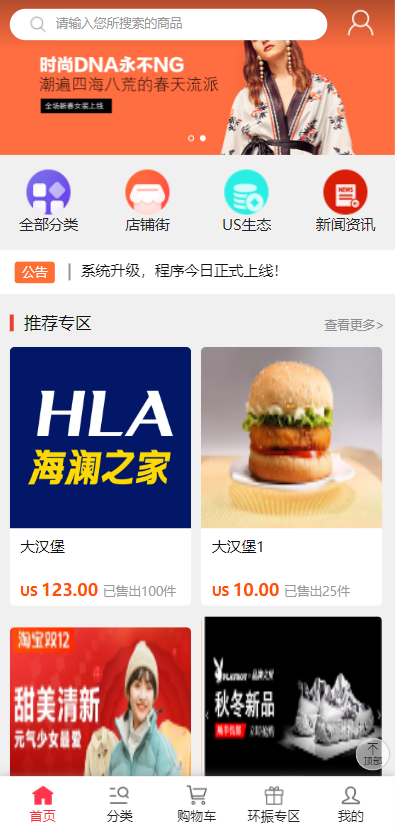 请输入您所搜索的商品
时尚DNA永不NG
潮遍四海八荒的春天流派
全场新春女装上线
全部分类
店铺街
US生态
NEWS
新闻资讯
公告
系统升级，程序今日正式上线！
推荐专区
查看更多>
HLA
海澜之家
大汉堡
US 123.00 已售出100件
大汉堡1
US 10.00 已售出25件
淘宝双12
甜美清新
元气少女最爱
PLAYBOY 品牌之夜
秋冬新品
顶部
首页
分类
购物车
环振专区
我的